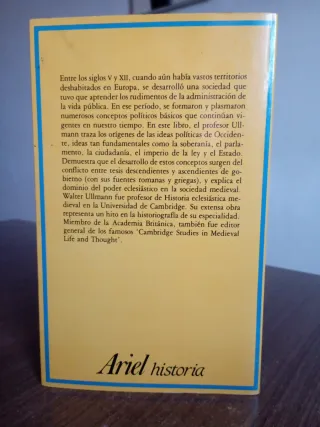 Entre los siglos V y XII, cuando aún había vastos territorios
deshabitados en Europa, se desarrolló una sociedad que
tuvo que aprender los rudimentos de la administración de
la vida pública. En ese período, se formaron y plasmaron
numerosos conceptos políticos básicos que continúan vi-
gentes en nuestro tiempo. En este libro, el profesor Ull-
mann traza los orígenes de las ideas políticas de Occiden-
te, ideas tan fundamentales como la soberanía, el parla-
mento, la ciudadanía, el imperio de la ley y el Estado.
Demuestra que el desarrollo de estos conceptos surgen del
conflicto entre tesis descendientes y ascendientes de go-
bierno (con sus fuentes romanas y griegas), y explica el
dominio del poder eclesiástico en la sociedad medieval.
Walter Ullmann fue profesor de Historia eclesiástica me-
dieval en la Universidad de Cambridge. Su extensa obra
representa un hito en la historiografía de su especialidad.
Miembro de la Academia Británica, también fue editor
general de los famosos "Cambridge Studies in Medieval
Life and Thought".
Ariel historia